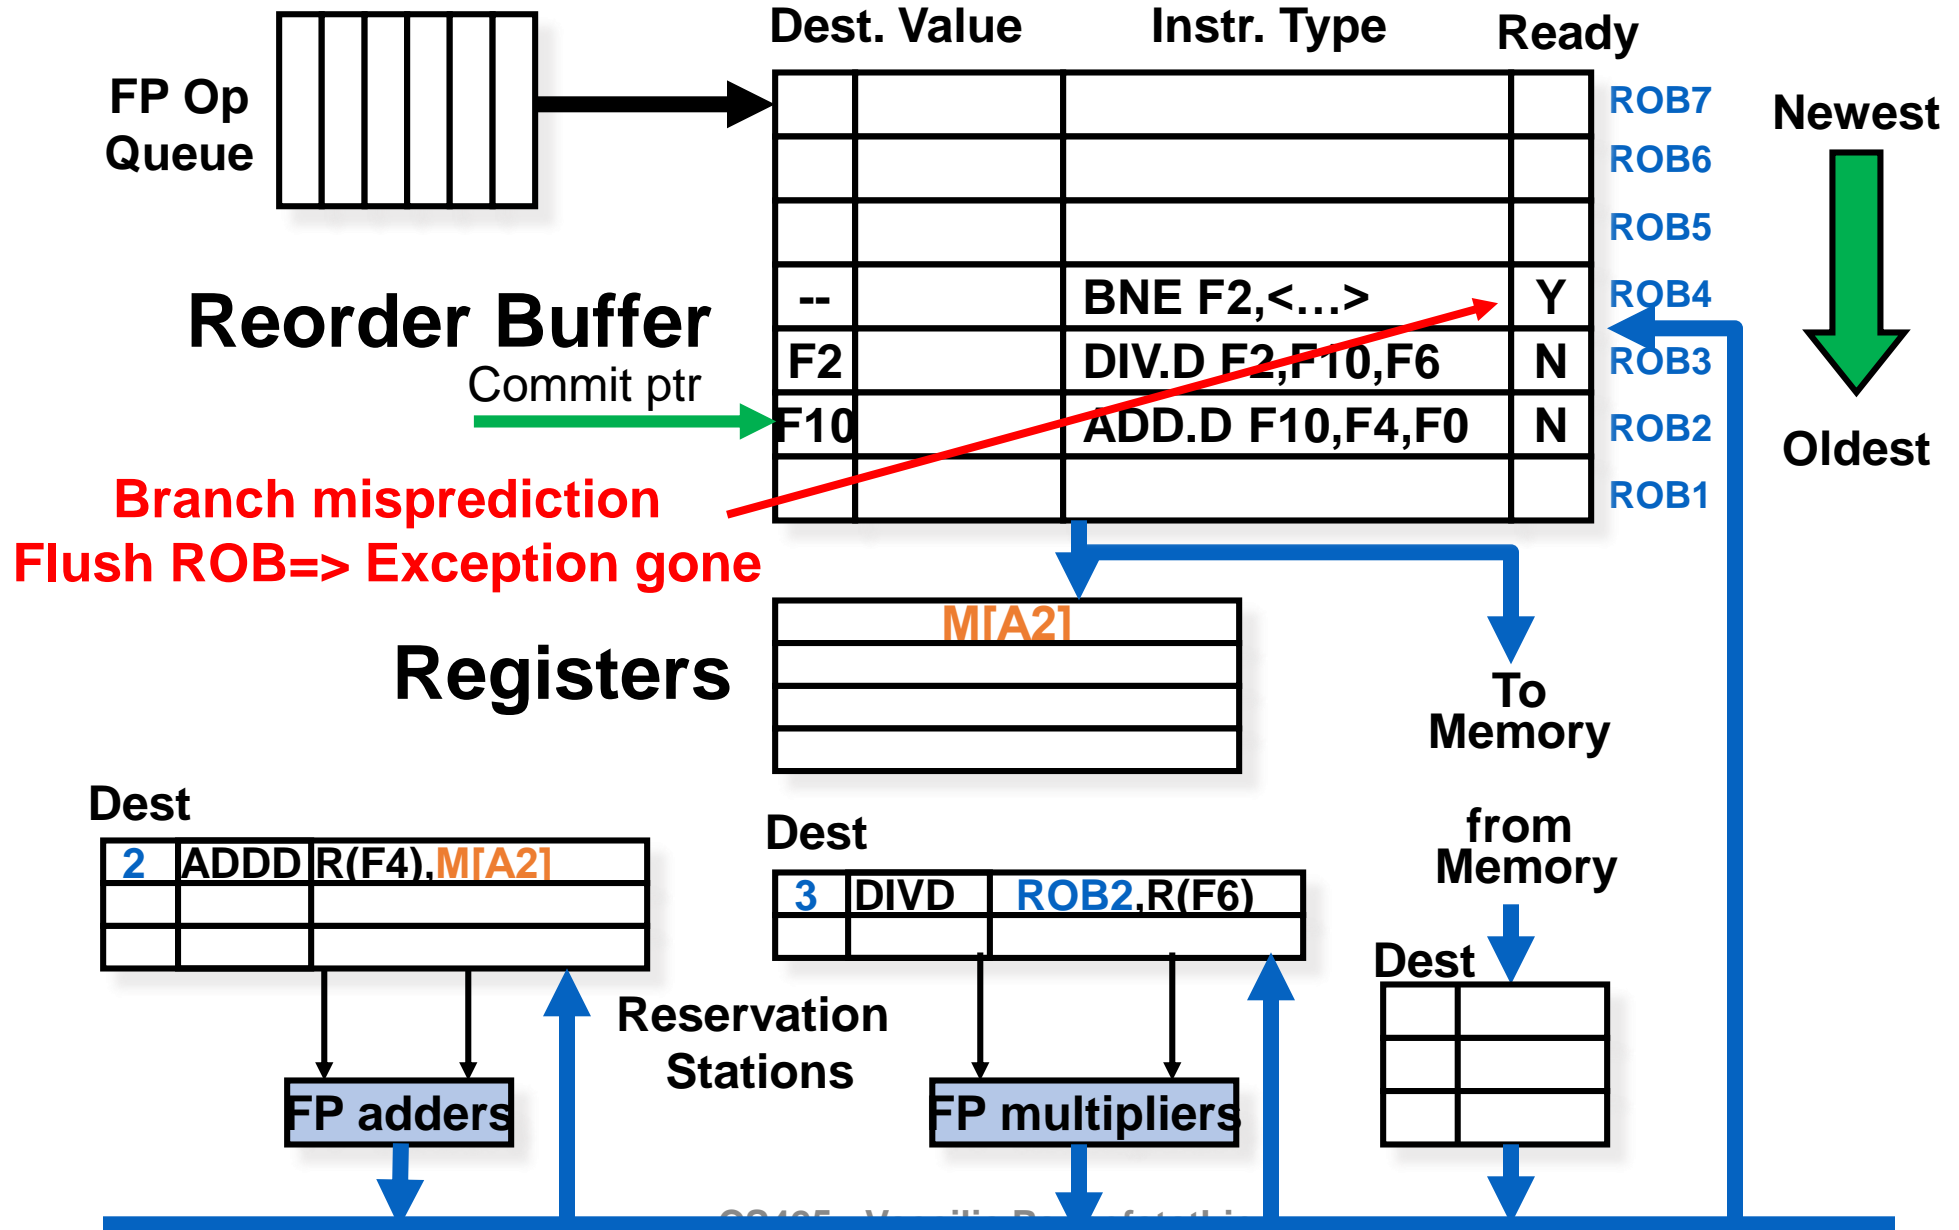 Dest. Value Instr. Type Ready
FP Op
Queue
ROB7
ROB6
ROB5
Newest
Reorder Buffer
-- BNE F2,<...> Y ROB4
F2 DIV.D F2,F10,F6 N ROB3
Commit ptr
F10 ADD.D F10,F4,F0 N ROB2
Oldest
ROB1
Branch misprediction
Flush ROB=> Exception gone
M[A2]
Registers
To
Memory
Dest
2 ADDD R(F4),M[A2]
Dest
3 DIVD ROB2,R(F6)
from
Memory
Dest
Reservation
Stations
FP adders
FP multipliers